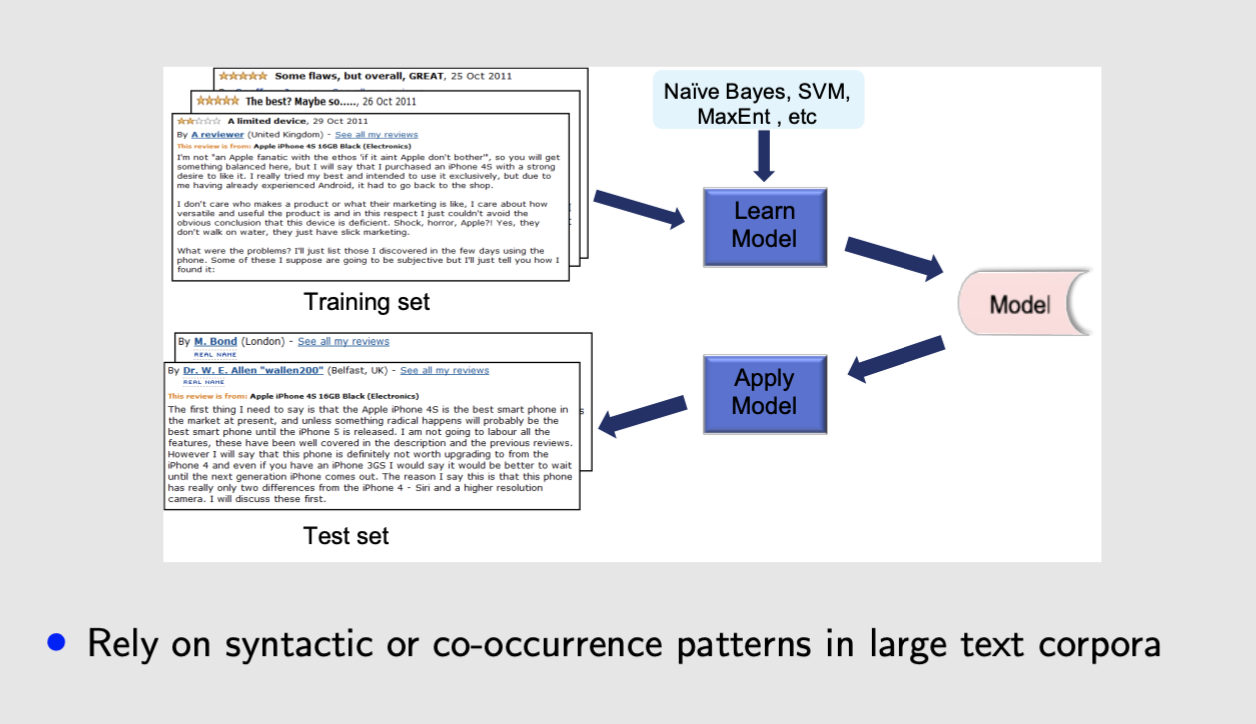 Some flaws, but overall, GREAT, 25 Oct 2011
The best? Maybe so....., 26 Oct 2011
A limited device, 29 Oct 2011
By A reviewer (United Kingdom) - See all my reviews
This review is from: Apple iPhone 4S 16GB Black (Electronics)
I'm not "an Apple fanatic with the ethos 'if it aint Apple don't bother'", so you will get
something balanced here, but I will say that I purchased an iPhone 4S with a strong
desire to like it. I really tried my best and intended to use it exclusively, but due to
me having already experienced Android, it had to go back to the shop.
I don't care who makes a product or what their marketing is like, I care about how
versatile and useful the product is and in this respect I just couldn't avoid the
obvious conclusion that this device is deficient. Shock, horror, Apple?! Yes, they
don't walk on water, they just have slick marketing.
What were the problems? I'll just list those I discovered in the few days using the
phone. Some of these I suppose are going to be subjective but I'll just tell you how I
found it:
Training set
Naïve Bayes, SVM,
MaxEnt , etc
Learn
Model
Model
Apply
Model
By M. Bond (London) - See all my reviews
REAL NAME
By Dr. W. E. Allen "wallen200" (Belfast, UK) - See all my reviews
REAL NAME
This review is from: Apple iPhone 4S 16GB Black (Electronics)
The first thing I need to say is that the Apple iPhone 4S is the best smart phone in
the market at present, and unless something radical happens will probably be the
best smart phone until the iPhone 5 is released. I am not going to labour all the
features, these have been well covered in the description and the previous reviews.
However I will say that this phone is definitely not worth upgrading to from the
iPhone 4 and even if you have an iPhone 3GS I would say it would be better to wait
until the next generation iPhone comes out. The reason I say this is that this phone
has really only two differences from the iPhone 4 - Siri and a higher resolution
camera. I will discuss these first.
Test set
• Rely on syntactic or co-occurrence patterns in large text corpora